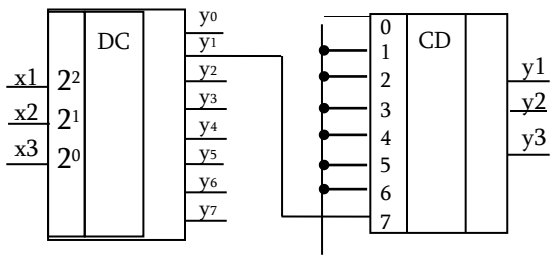 DC
x1 2²
x2 2¹
x3 2⁰
y₀
y₁
y₂
y₃
y₄
y₅
y₆
y₇
CD
0
1
2
3
4
5
6
7
y1
y2
y3